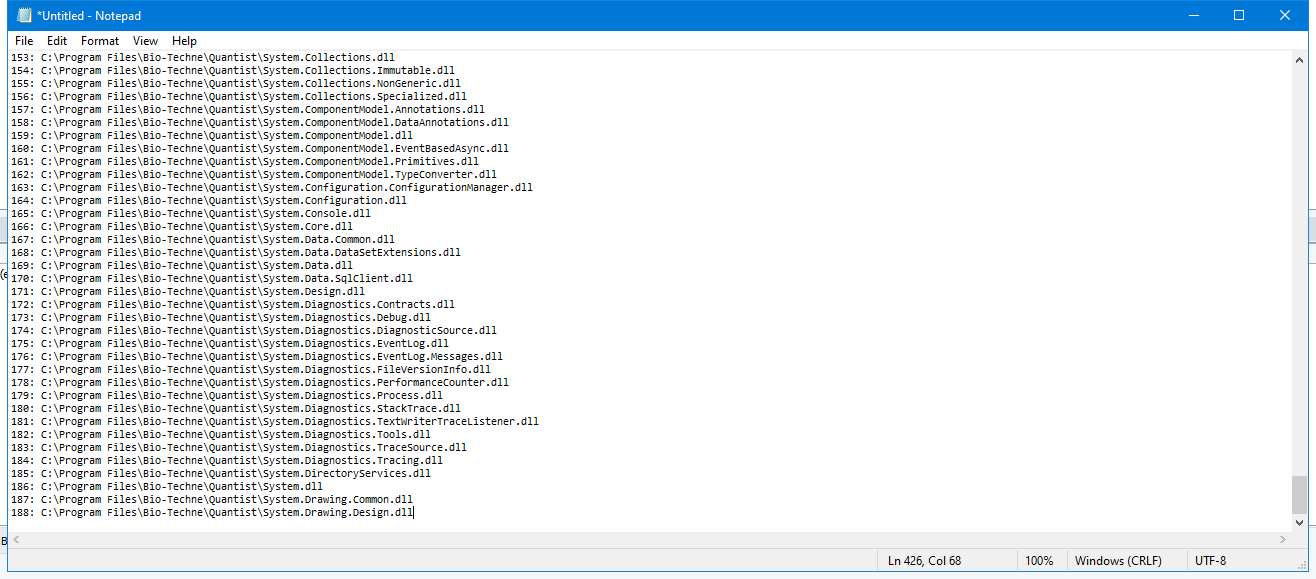 *Untitled - Notepad
File Edit Format View Help
153: C:\Program Files\Bio-Techne\Quantist\System.Collections.dll
154: C:\Program Files\Bio-Techne\Quantist\System.Collections.Immutable.dll
155: C:\Program Files\Bio-Techne\Quantist\System.Collections.NonGeneric.dll
156: C:\Program Files\Bio-Techne\Quantist\System.Collections.Specialized.dll
157: C:\Program Files\Bio-Techne\Quantist\System.ComponentModel.Annotations.dll
158: C:\Program Files\Bio-Techne\Quantist\System.ComponentModel.DataAnnotations.dll
159: C:\Program Files\Bio-Techne\Quantist\System.ComponentModel.dll
160: C:\Program Files\Bio-Techne\Quantist\System.ComponentModel.EventBasedAsync.dll
161: C:\Program Files\Bio-Techne\Quantist\System.ComponentModel.Primitives.dll
162: C:\Program Files\Bio-Techne\Quantist\System.ComponentModel.TypeConverter.dll
163: C:\Program Files\Bio-Techne\Quantist\System.Configuration.ConfigurationManager.dll
164: C:\Program Files\Bio-Techne\Quantist\System.Configuration.dll
165: C:\Program Files\Bio-Techne\Quantist\System.Console.dll
166: C:\Program Files\Bio-Techne\Quantist\System.Core.dll
167: C:\Program Files\Bio-Techne\Quantist\System.Data.Common.dll
168: C:\Program Files\Bio-Techne\Quantist\System.Data.DataSetExtensions.dll
169: C:\Program Files\Bio-Techne\Quantist\System.Data.dll
170: C:\Program Files\Bio-Techne\Quantist\System.Data.SqlClient.dll
171: C:\Program Files\Bio-Techne\Quantist\System.Design.dll
172: C:\Program Files\Bio-Techne\Quantist\System.Diagnostics.Contracts.dll
173: C:\Program Files\Bio-Techne\Quantist\System.Diagnostics.Debug.dll
174: C:\Program Files\Bio-Techne\Quantist\System.Diagnostics.DiagnosticSource.dll
175: C:\Program Files\Bio-Techne\Quantist\System.Diagnostics.EventLog.dll
176: C:\Program Files\Bio-Techne\Quantist\System.Diagnostics.EventLog.Messages.dll
177: C:\Program Files\Bio-Techne\Quantist\System.Diagnostics.FileVersionInfo.dll
178: C:\Program Files\Bio-Techne\Quantist\System.Diagnostics.PerformanceCounter.dll
179: C:\Program Files\Bio-Techne\Quantist\System.Diagnostics.Process.dll
180: C:\Program Files\Bio-Techne\Quantist\System.Diagnostics.StackTrace.dll
181: C:\Program Files\Bio-Techne\Quantist\System.Diagnostics.TextWriterTraceListener.dll
182: C:\Program Files\Bio-Techne\Quantist\System.Diagnostics.Tools.dll
183: C:\Program Files\Bio-Techne\Quantist\System.Diagnostics.TraceSource.dll
184: C:\Program Files\Bio-Techne\Quantist\System.Diagnostics.Tracing.dll
185: C:\Program Files\Bio-Techne\Quantist\System.DirectoryServices.dll
186: C:\Program Files\Bio-Techne\Quantist\System.dll
187: C:\Program Files\Bio-Techne\Quantist\System.Drawing.Common.dll
188: C:\Program Files\Bio-Techne\Quantist\System.Drawing.Design.dll
Ln 426, Col 68 100% Windows (CRLF) UTF-8